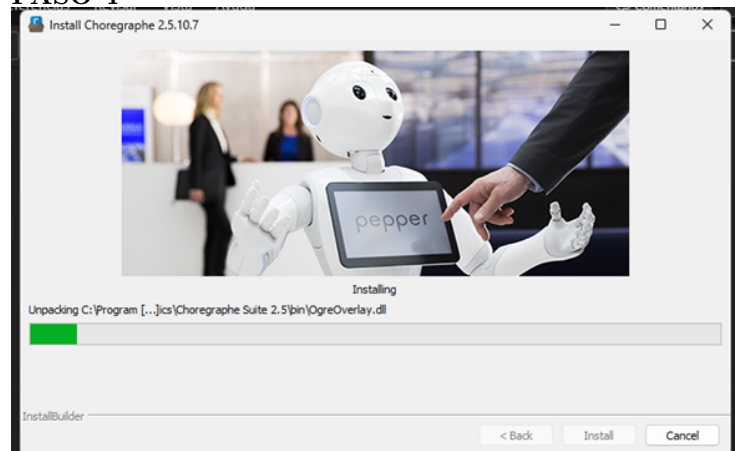 Install Choregraphe 2.5.10.7
pepper
Installing
Unpacking C:\Program [...]ics\Choregraphe Suite 2.5\bin\OgreOverlay.dll
InstallBuilder
< Back Install Cancel